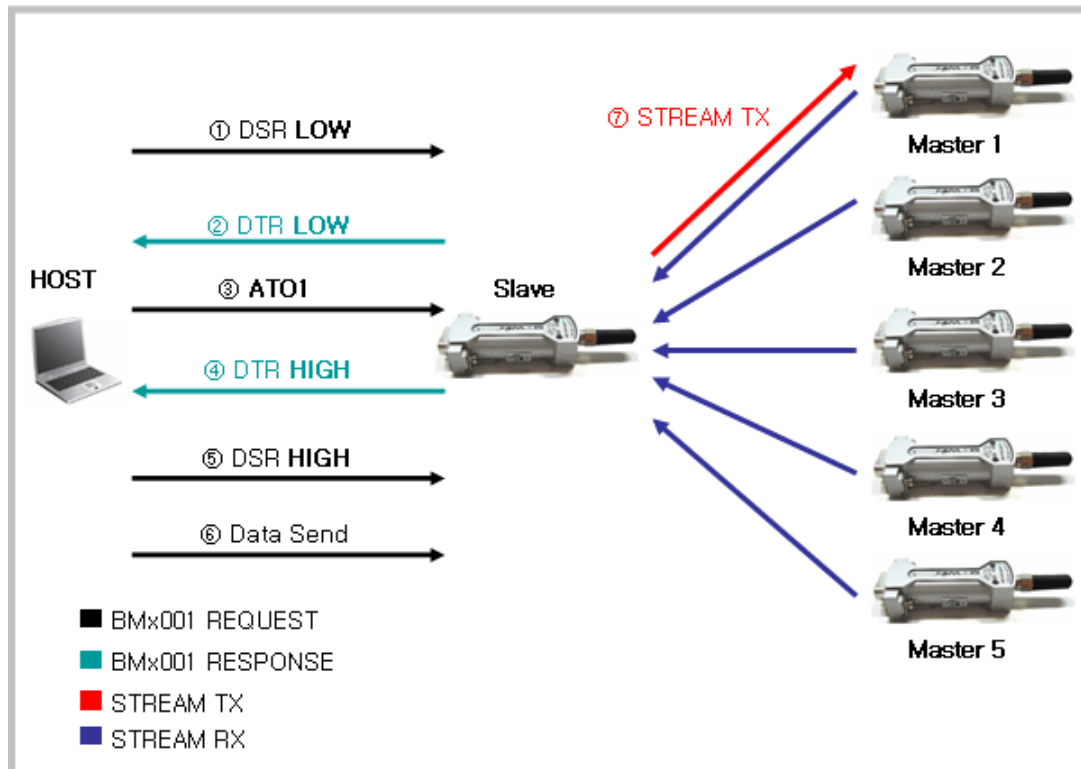 ① DSR LOW
⑦ STREAM TX
Master 1
② DTR LOW
Master 2
HOST
③ ATO1
Slave
④ DTR HIGH
Master 3
⑤ DSR HIGH
Master 4
⑥ Data Send
BMx001 REQUEST
BMx001 RESPONSE
Master 5
STREAM TX
STREAM RX